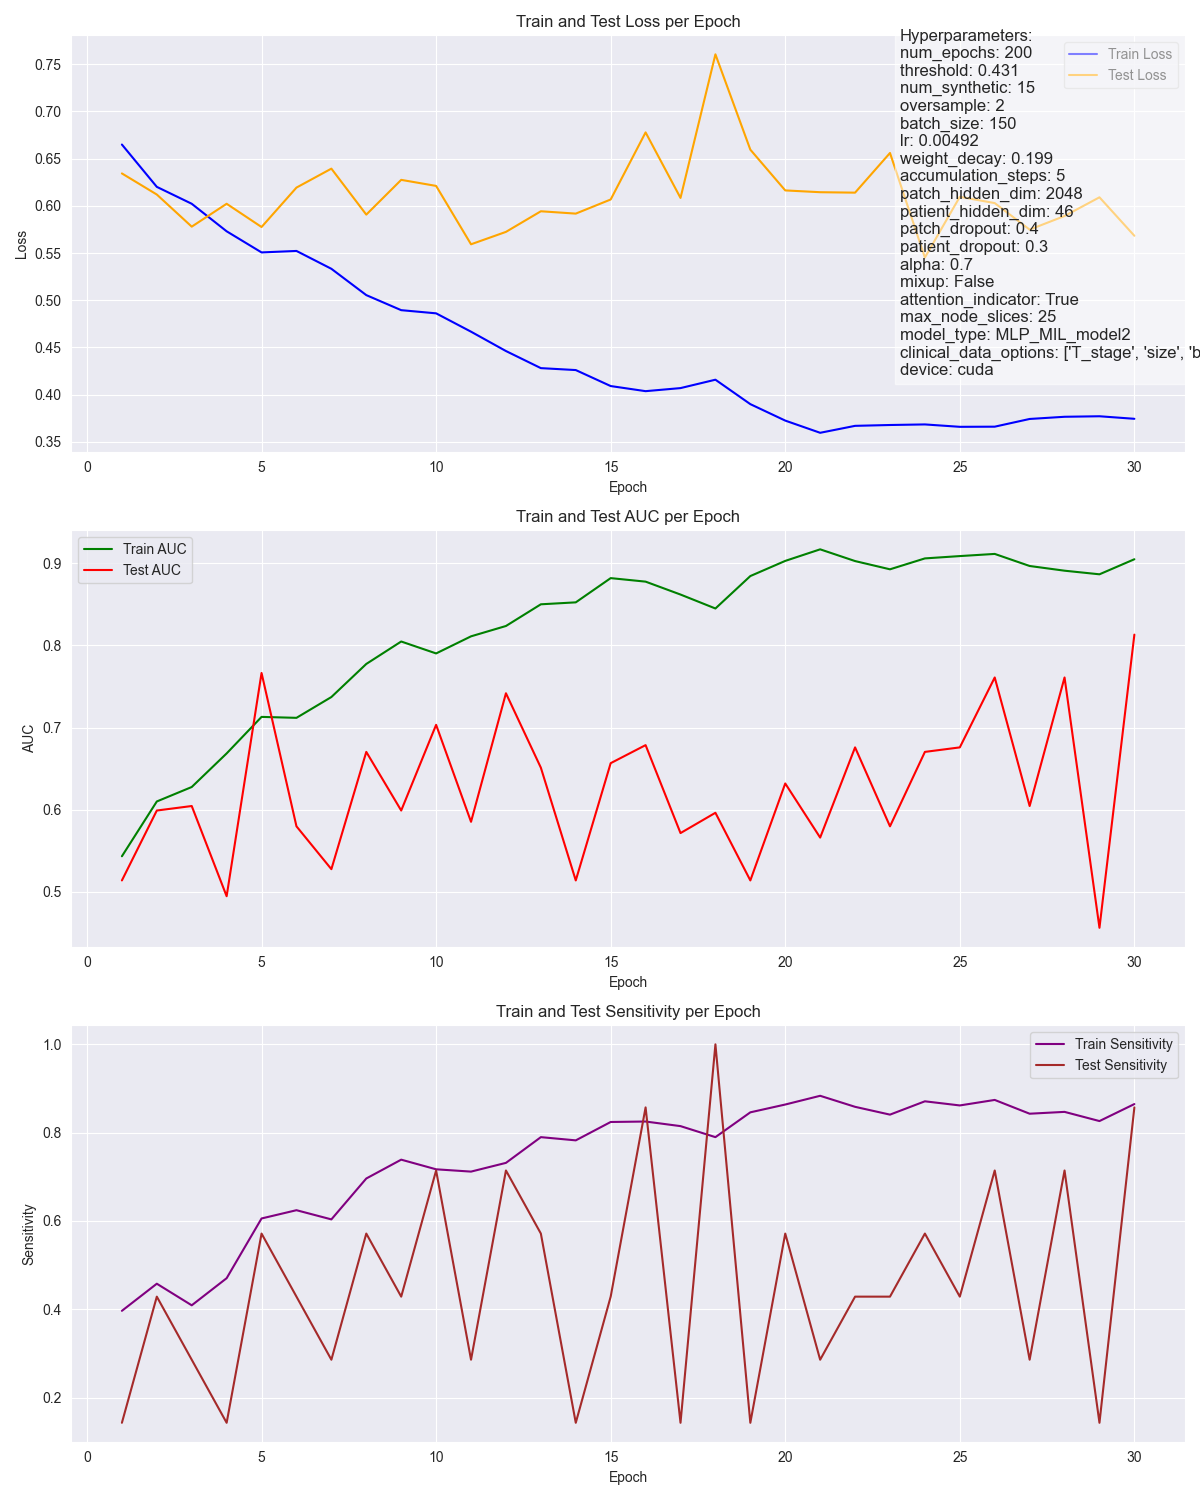 Train and Test Loss per Epoch
Hyperparameters:
num_epochs: 200
threshold: 0.431
num_synthetic: 15
oversample: 2
batch_size: 150
lr: 0.00492
weight_decay: 0.199
accumulation_steps: 5
patch_hidden_dim: 2048
patient_hidden_dim: 46
patch_dropout: 0.4
patient_dropout: 0.3
alpha: 0.7
mixup: False
attention_indicator: True
max_node_slices: 25
model_type: MLP_MIL_model2
clinical_data_options: ['T_stage', 'size', 'b
device: cuda
Train Loss
Test Loss
0.75
0.70
0.65
0.60
0.55
0.50
0.45
0.40
0.35
Loss
0 5 10 15 20 25 30
Epoch
Train and Test AUC per Epoch
Train AUC
Test AUC
0.9
0.8
0.7
0.6
0.5
AUC
0 5 10 15 20 25 30
Epoch
Train and Test Sensitivity per Epoch
Train Sensitivity
Test Sensitivity
1.0
0.8
0.6
0.4
0.2
Sensitivity
0 5 10 15 20 25 30
Epoch